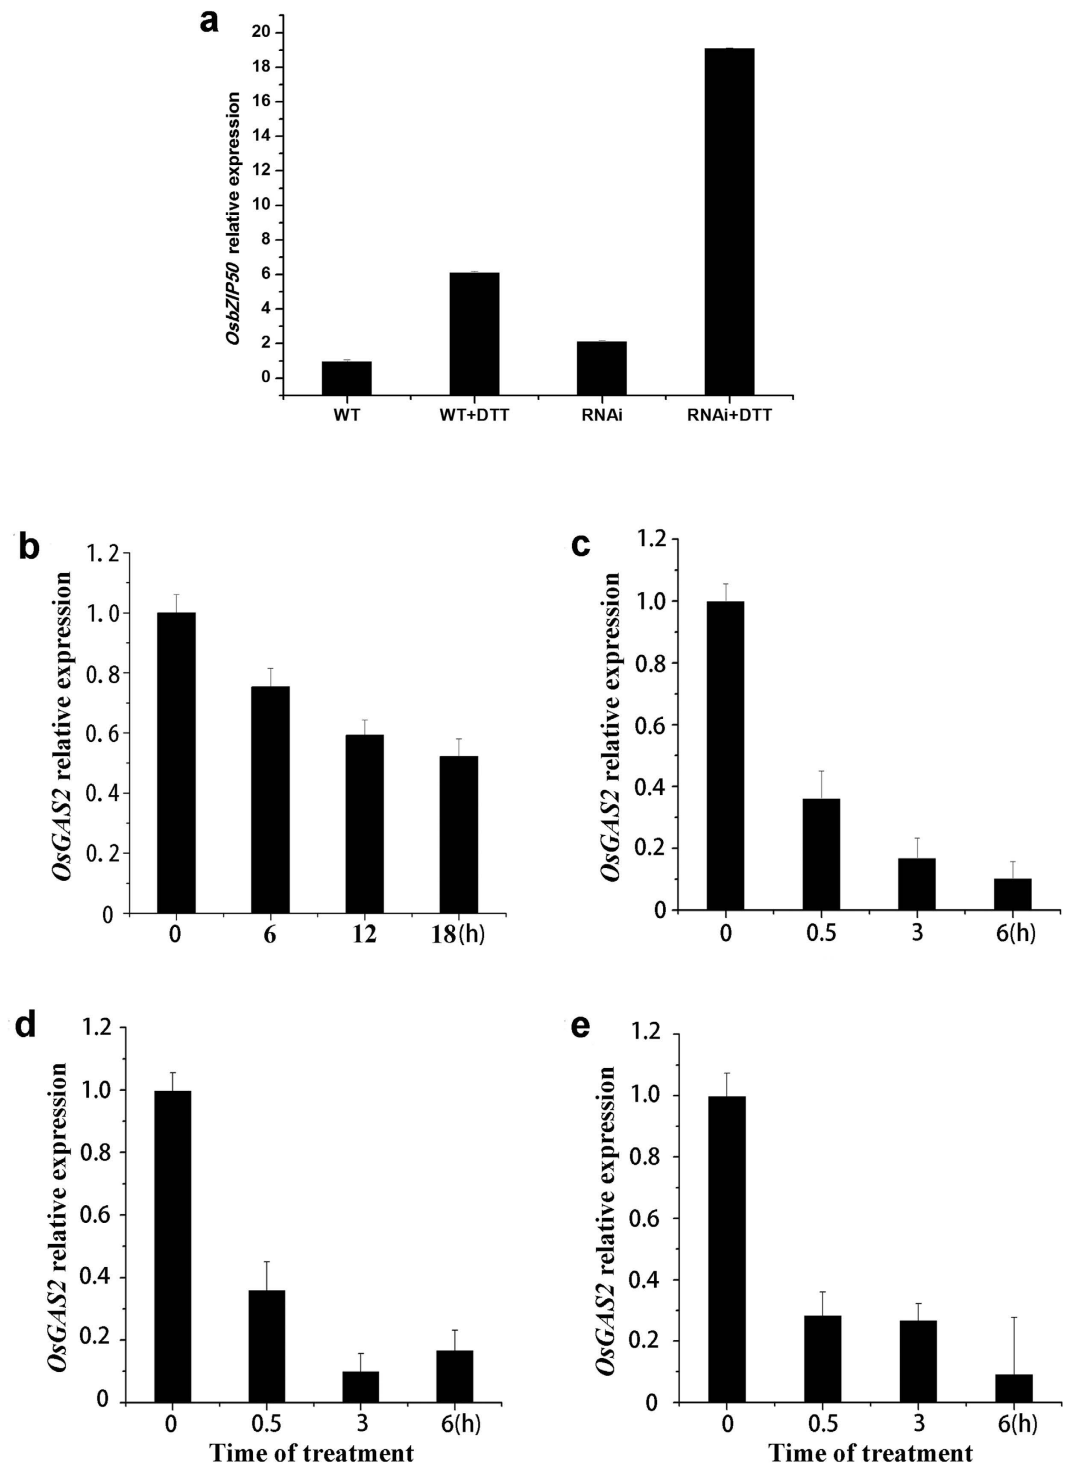 a
OsbZIP50 relative expression
20
18
16
14
12
10
8
6
4
2
0
WT WT+DTT RNAi RNAi+DTT
b
OsGAS2 relative expression
1.2
1.0
0.8
0.6
0.4
0.2
0
0 6 12 18(h)
c
OsGAS2 relative expression
1.2
1.0
0.8
0.6
0.4
0.2
0
0 0.5 3 6(h)
d
OsGAS2 relative expression
1.2
1.0
0.8
0.6
0.4
0.2
0
0 0.5 3 6(h)
Time of treatment
e
OsGAS2 relative expression
1.2
1.0
0.8
0.6
0.4
0.2
0
0 0.5 3 6(h)
Time of treatment